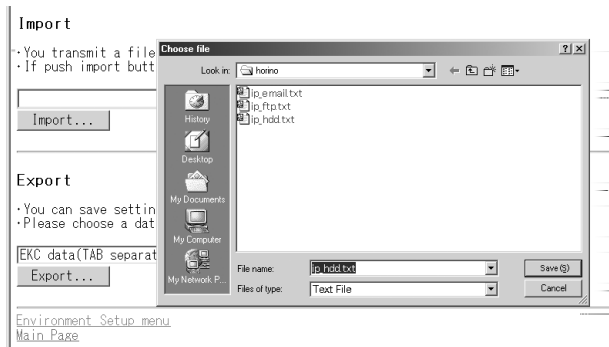 Import
・You transmit a file
・If push import butt
Import...
Export
・You can save settin
・Please choose a dat
EKC data(TAB separat
Export...
Environment Setup menu
Main Page
Choose file
? X
Look in: horino
ip_email.txt
ip_ftp.txt
ip_hdd.txt
History
Desktop
My Documents
My Computer
My Network P...
File name: ip_hdd.txt
Save (S)
Files of type: Text File
Cancel